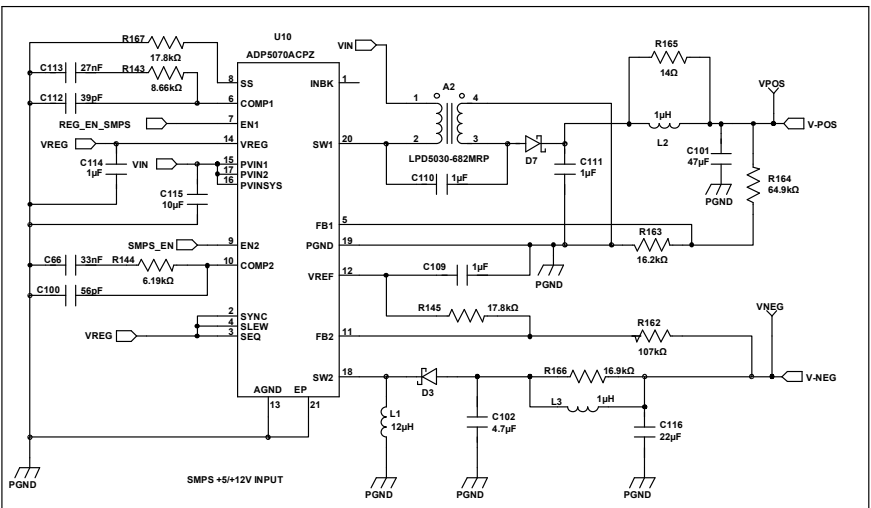 R167
17.8kΩ
C113
27nF
R143
8.66kΩ
C112
39pF
REG_EN_SMPS
VREG
C114
1µF
VIN
C115
10µF
SMPS_EN
C66
33nF
R144
6.19kΩ
C100
56pF
VREG
PGND
U10
ADP5070ACPZ
8
SS
6
COMP1
7
EN1
14
VREG
15
PVIN1
17
PVIN2
16
PVINSYS
9
EN2
10
COMP2
2
SYNC
4
SLEW
3
SEQ
AGND
EP
13
21
INBK
1
SW1
20
FB1
5
PGND
19
VREF
12
FB2
11
SW2
18
VIN
A2
1
4
2
3
LPD5030-682MRP
C110
1µF
D7
C111
1µF
R165
14Ω
1µH
L2
C101
47µF
PGND
VPOS
V-POS
R164
64.9kΩ
R163
16.2kΩ
PGND
C109
1µF
R145
17.8kΩ
R162
107kΩ
VNEG
V-NEG
D3
R166
16.9kΩ
L3
1µH
L1
12µH
C102
4.7µF
C116
22µF
PGND
PGND
PGND
SMPS +5/+12V INPUT